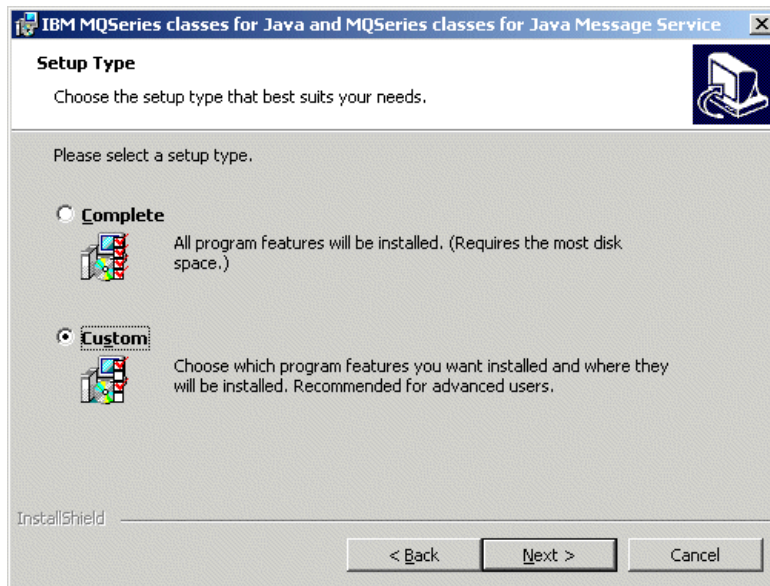 IBM MQSeries classes for Java and MQSeries classes for Java Message Service
Setup Type
Choose the setup type that best suits your needs.
Please select a setup type.
Complete
All program features will be installed. (Requires the most disk
space.)
Custom
Choose which program features you want installed and where they
will be installed. Recommended for advanced users.
InstallShield
< Back
Next >
Cancel